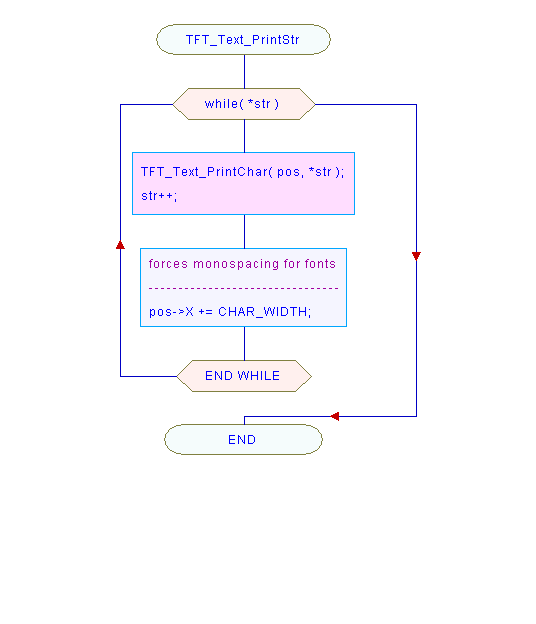 TFT_Text_PrintStr
while( *str )
TFT_Text_PrintChar( pos, *str );
str++;
forces monospacing for fonts
--------------------------------
pos->X += CHAR_WIDTH;
END WHILE
END